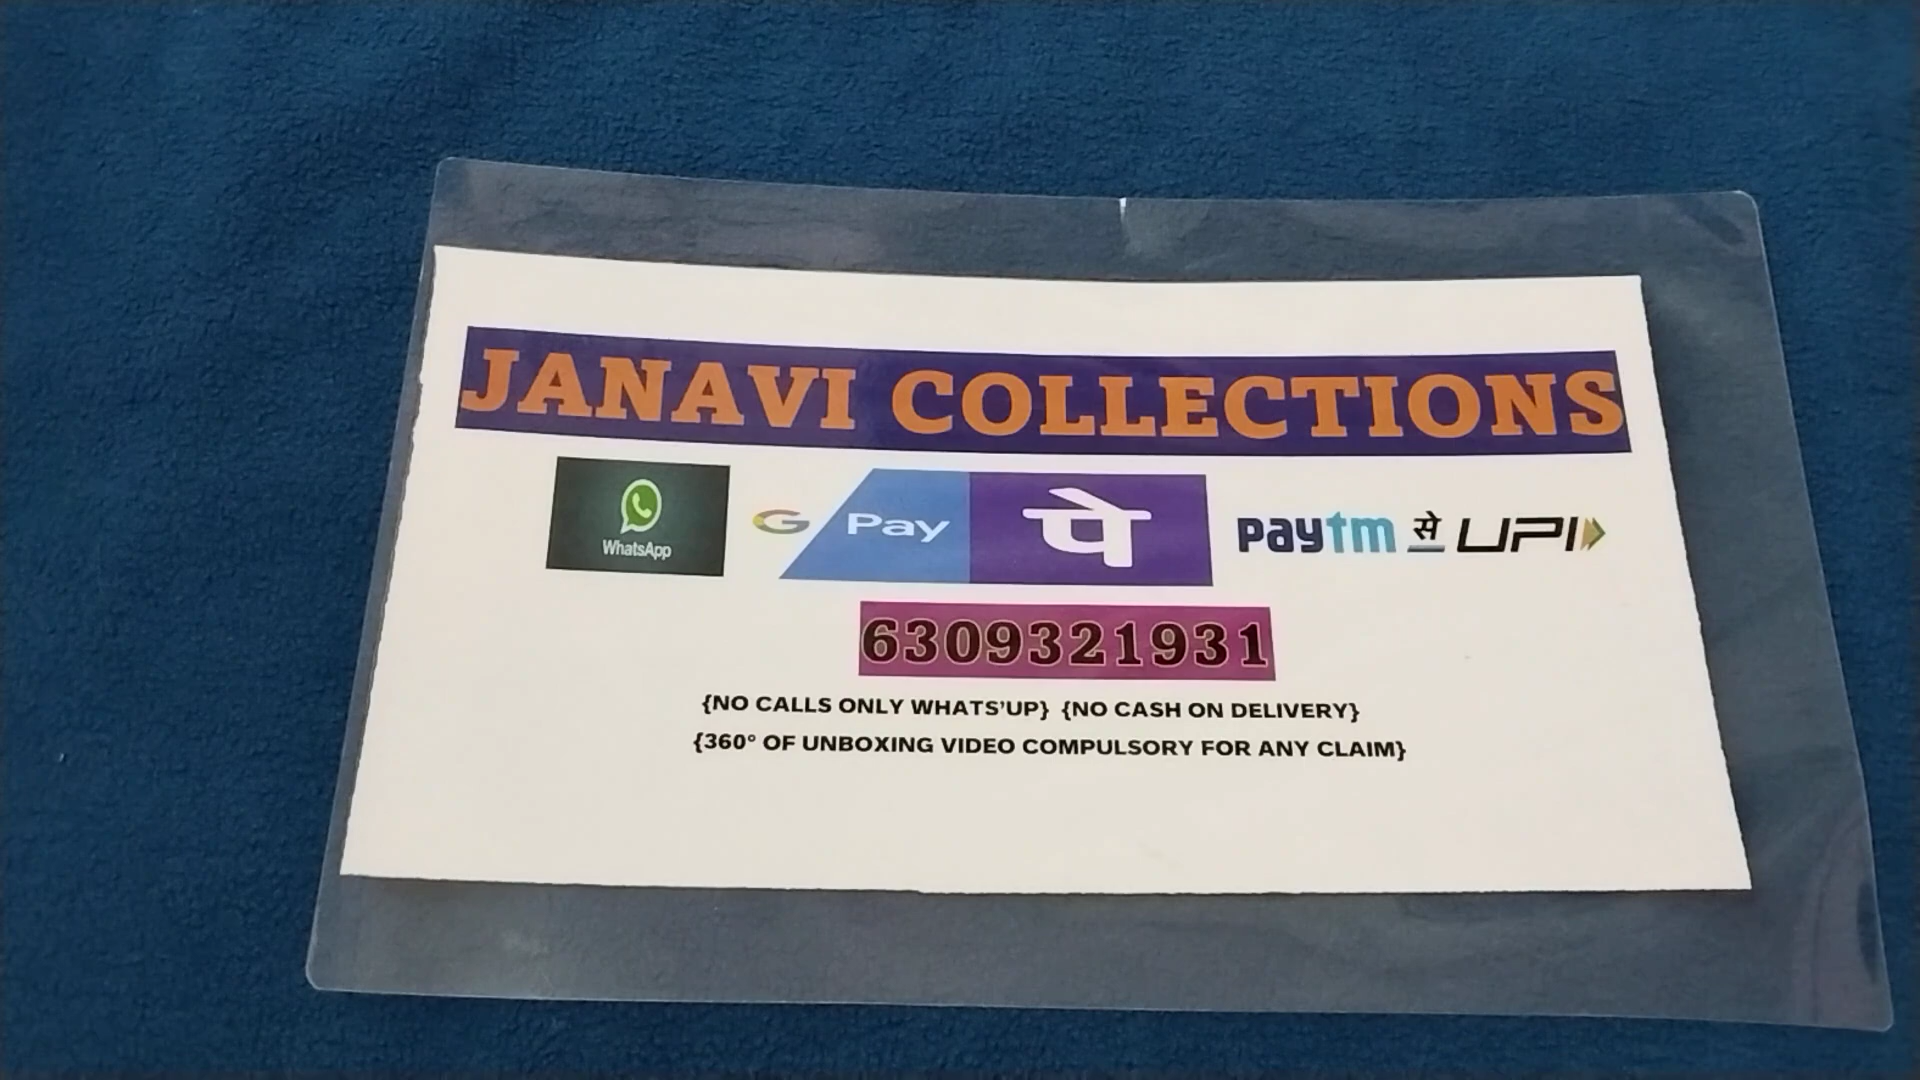 JANAVI COLLECTIONS
WhatsApp G Pay पे paytm से UPI
6309321931
{NO CALLS ONLY WHATS'UP} {NO CASH ON DELIVERY}
{360° OF UNBOXING VIDEO COMPULSORY FOR ANY CLAIM}